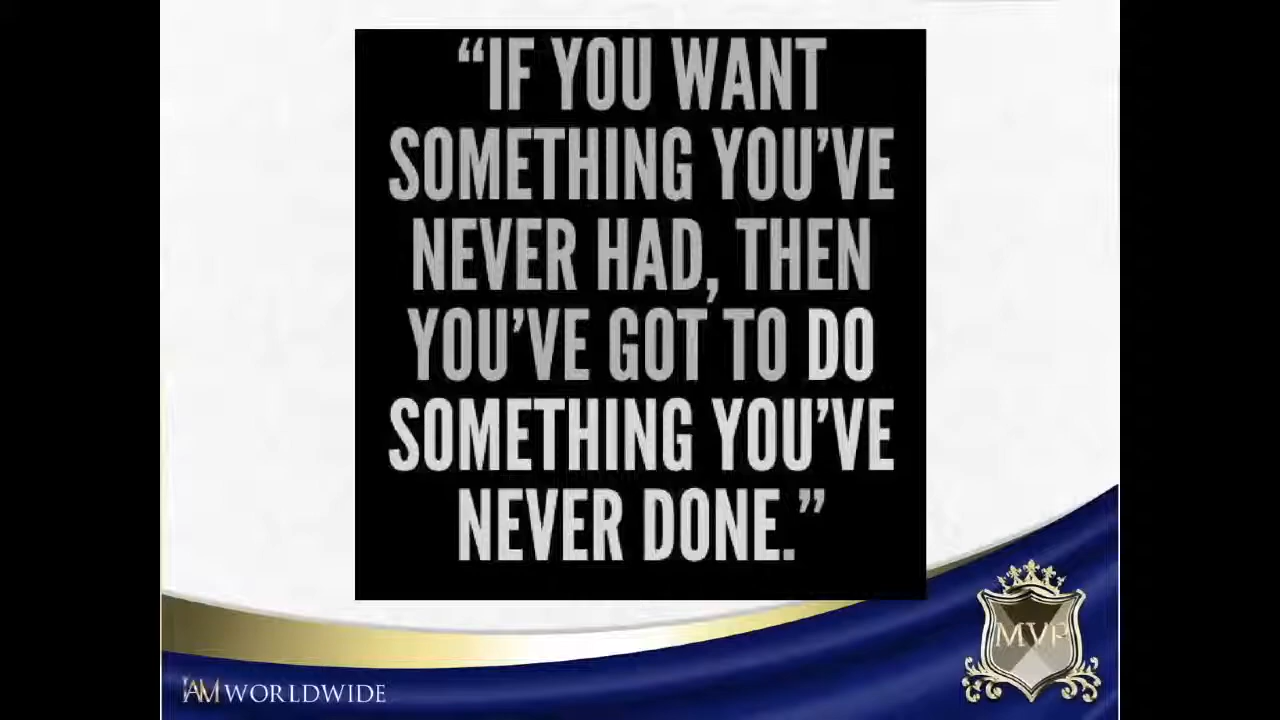 “IF YOU WANT
SOMETHING YOU’VE
NEVER HAD, THEN
YOU’VE GOT TO DO
SOMETHING YOU’VE
NEVER DONE.”
MVP
IAM WORLDWIDE